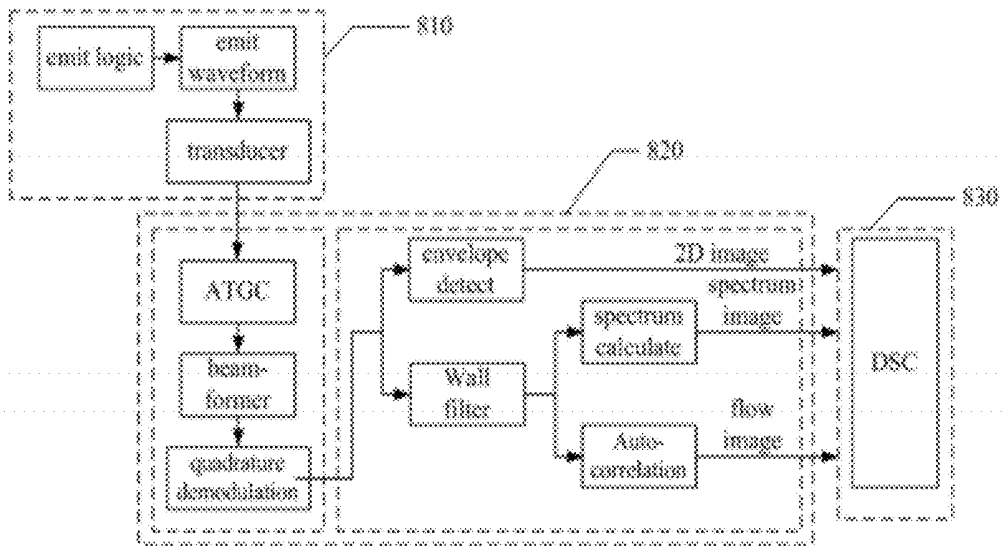 810
emit logic
emit
waveform
transducer
820
830
ATGC
beam-
former
quadrature
demodulation
envelope
detect
2D image
spectrum
image
spectrum
calculate
Wall
filter
flow
image
Auto-
correlation
DSC